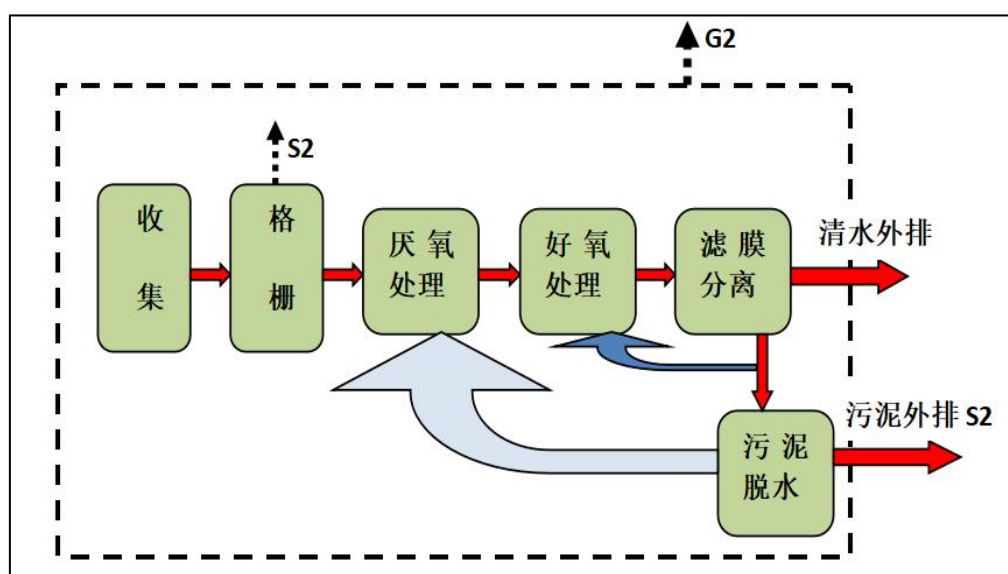 G2
S2
收
集
格
栅
厌 氧
处理
好 氧
处理
滤 膜
分离
清水外排
污泥外排 S2
污 泥
脱水